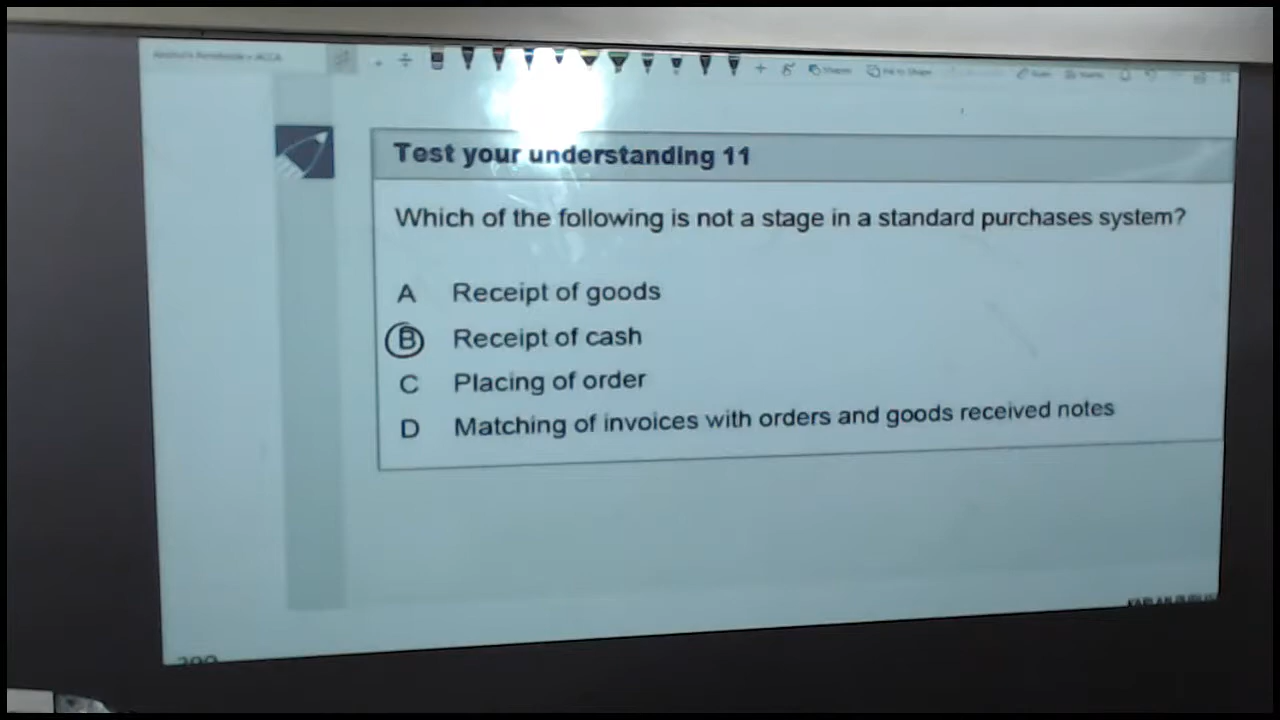 Test your understanding 11
Which of the following is not a stage in a standard purchases system?
A Receipt of goods
B Receipt of cash
C Placing of order
D Matching of invoices with orders and goods received notes